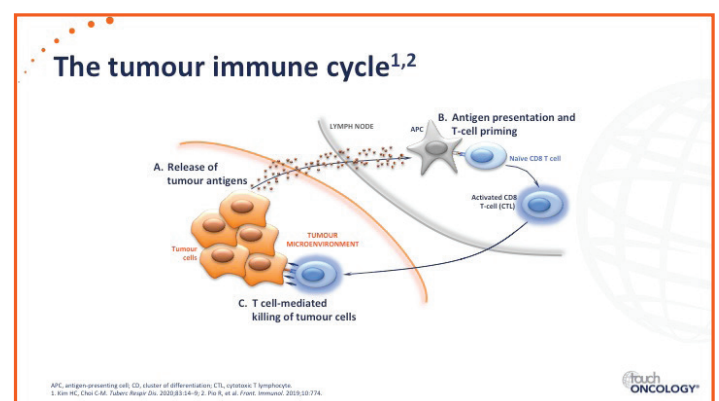 The tumour immune cycle1,2
LYMPH NODE
APC
B. Antigen presentation and
T-cell priming
Naïve CD8 T cell
A. Release of
tumour antigens
Activated CD8
T-cell (CTL)
TUMOUR
MICROENVIRONMENT
Tumour
cells
C. T cell-mediated
killing of tumour cells
APC, antigen-presenting cell; CD, cluster of differentiation; CTL, cytotoxic T lymphocyte.
1. Kim HC, Choi C-M. Tuberc Respir Dis. 2020;83:14–9; 2. Pio R, et al. Front. Immunol. 2019;10:774.
touch
ONCOLOGY®